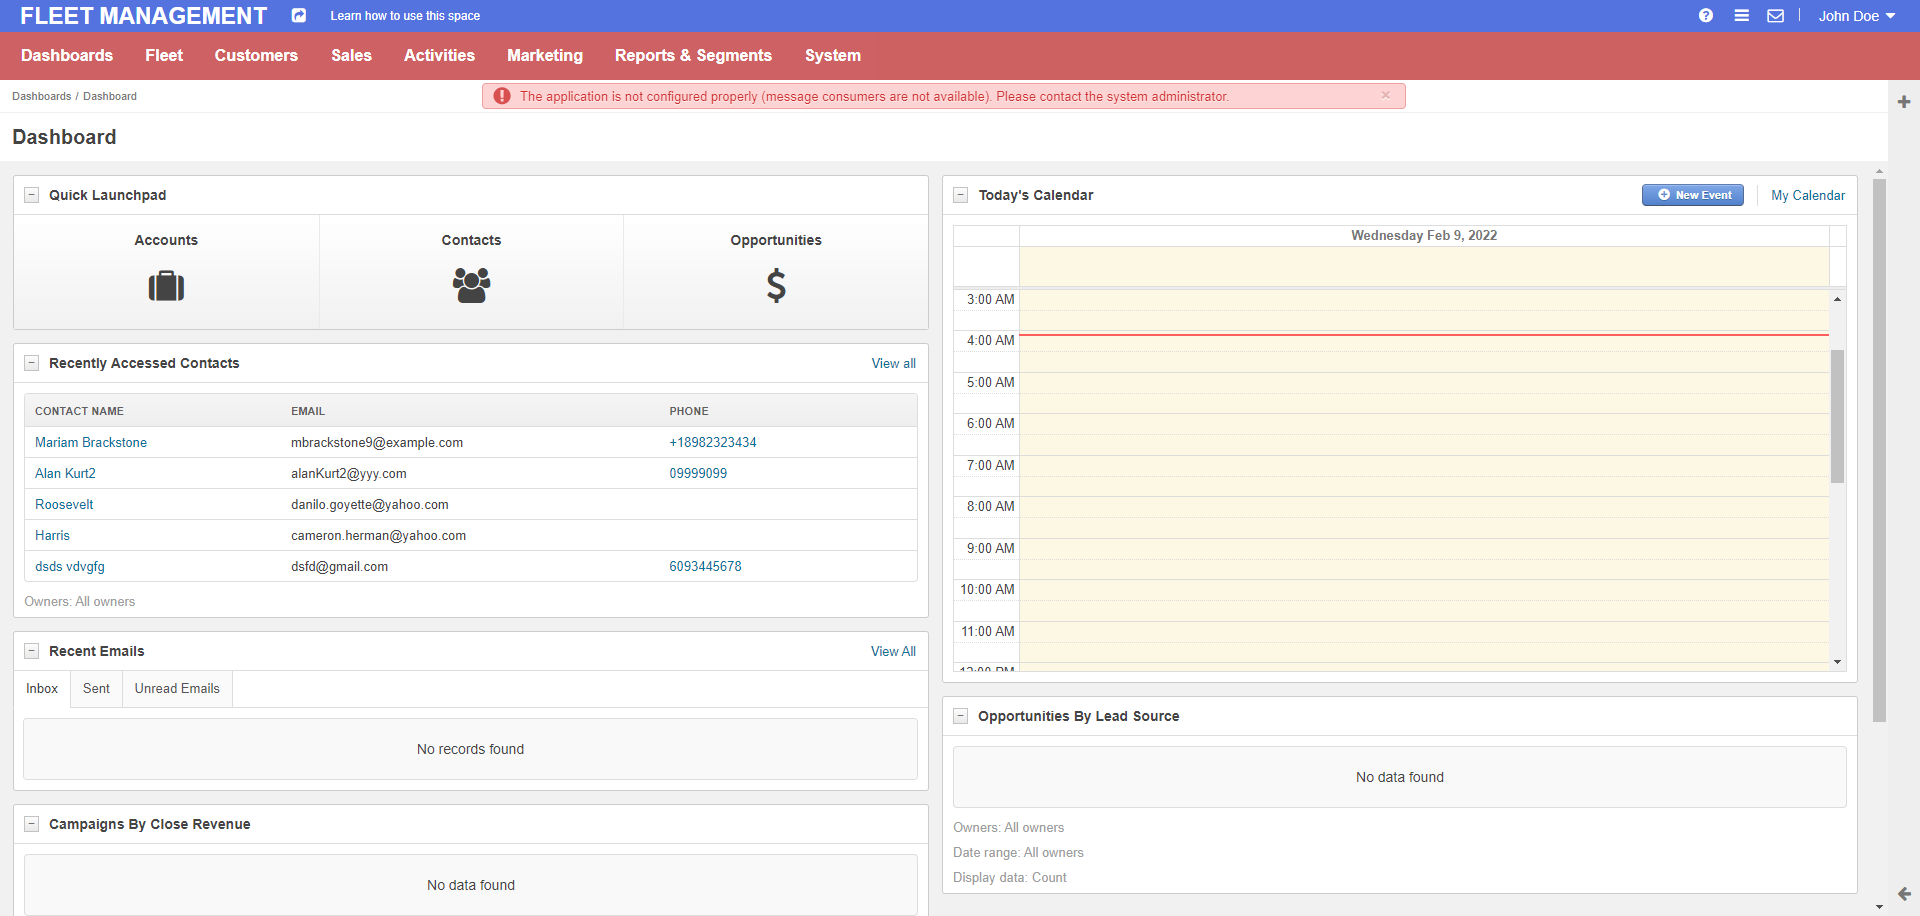 FLEET MANAGEMENT Learn how to use this space John Doe
Dashboards Fleet Customers Sales Activities Marketing Reports & Segments System
Dashboards / Dashboard
The application is not configured properly (message consumers are not available). Please contact the system administrator. ×
Dashboard
Quick Launchpad
Accounts Contacts Opportunities
Recently Accessed Contacts View all
CONTACT NAME EMAIL PHONE
Mariam Brackstone mbrackstone9@example.com +18982323434
Alan Kurt2 alanKurt2@yyy.com 09999099
Roosevelt danilo.goyette@yahoo.com
Harris cameron.herman@yahoo.com
dsds vdvgfg dsfd@gmail.com 6093445678
Owners: All owners
Recent Emails View All
Inbox Sent Unread Emails
No records found
Campaigns By Close Revenue
No data found
Today's Calendar New Event My Calendar
Wednesday Feb 9, 2022
3:00 AM
4:00 AM
5:00 AM
6:00 AM
7:00 AM
8:00 AM
9:00 AM
10:00 AM
11:00 AM
12:00 PM
Opportunities By Lead Source
No data found
Owners: All owners
Date range: All owners
Display data: Count